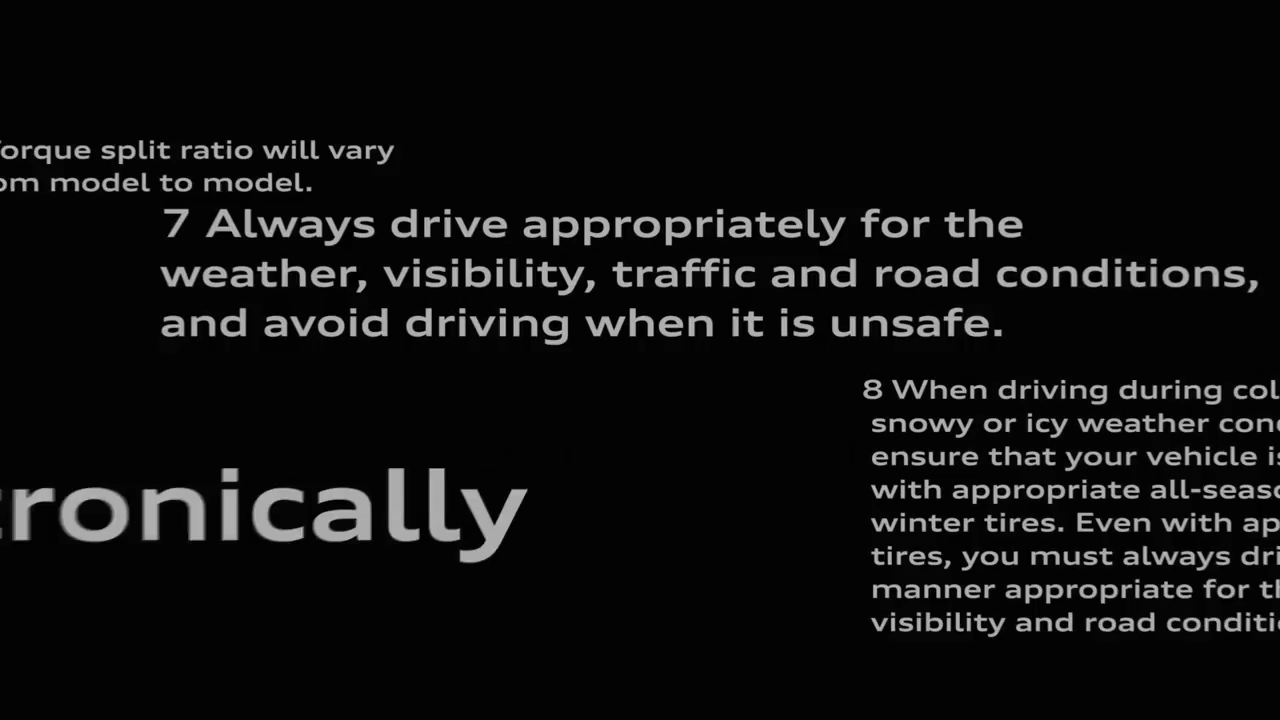 Torque split ratio will vary
om model to model.
7 Always drive appropriately for the
weather, visibility, traffic and road conditions,
and avoid driving when it is unsafe.
8 When driving during col
snowy or icy weather con
ensure that your vehicle is
with appropriate all-seaso
winter tires. Even with ap
tires, you must always dri
manner appropriate for th
visibility and road conditio
tronically